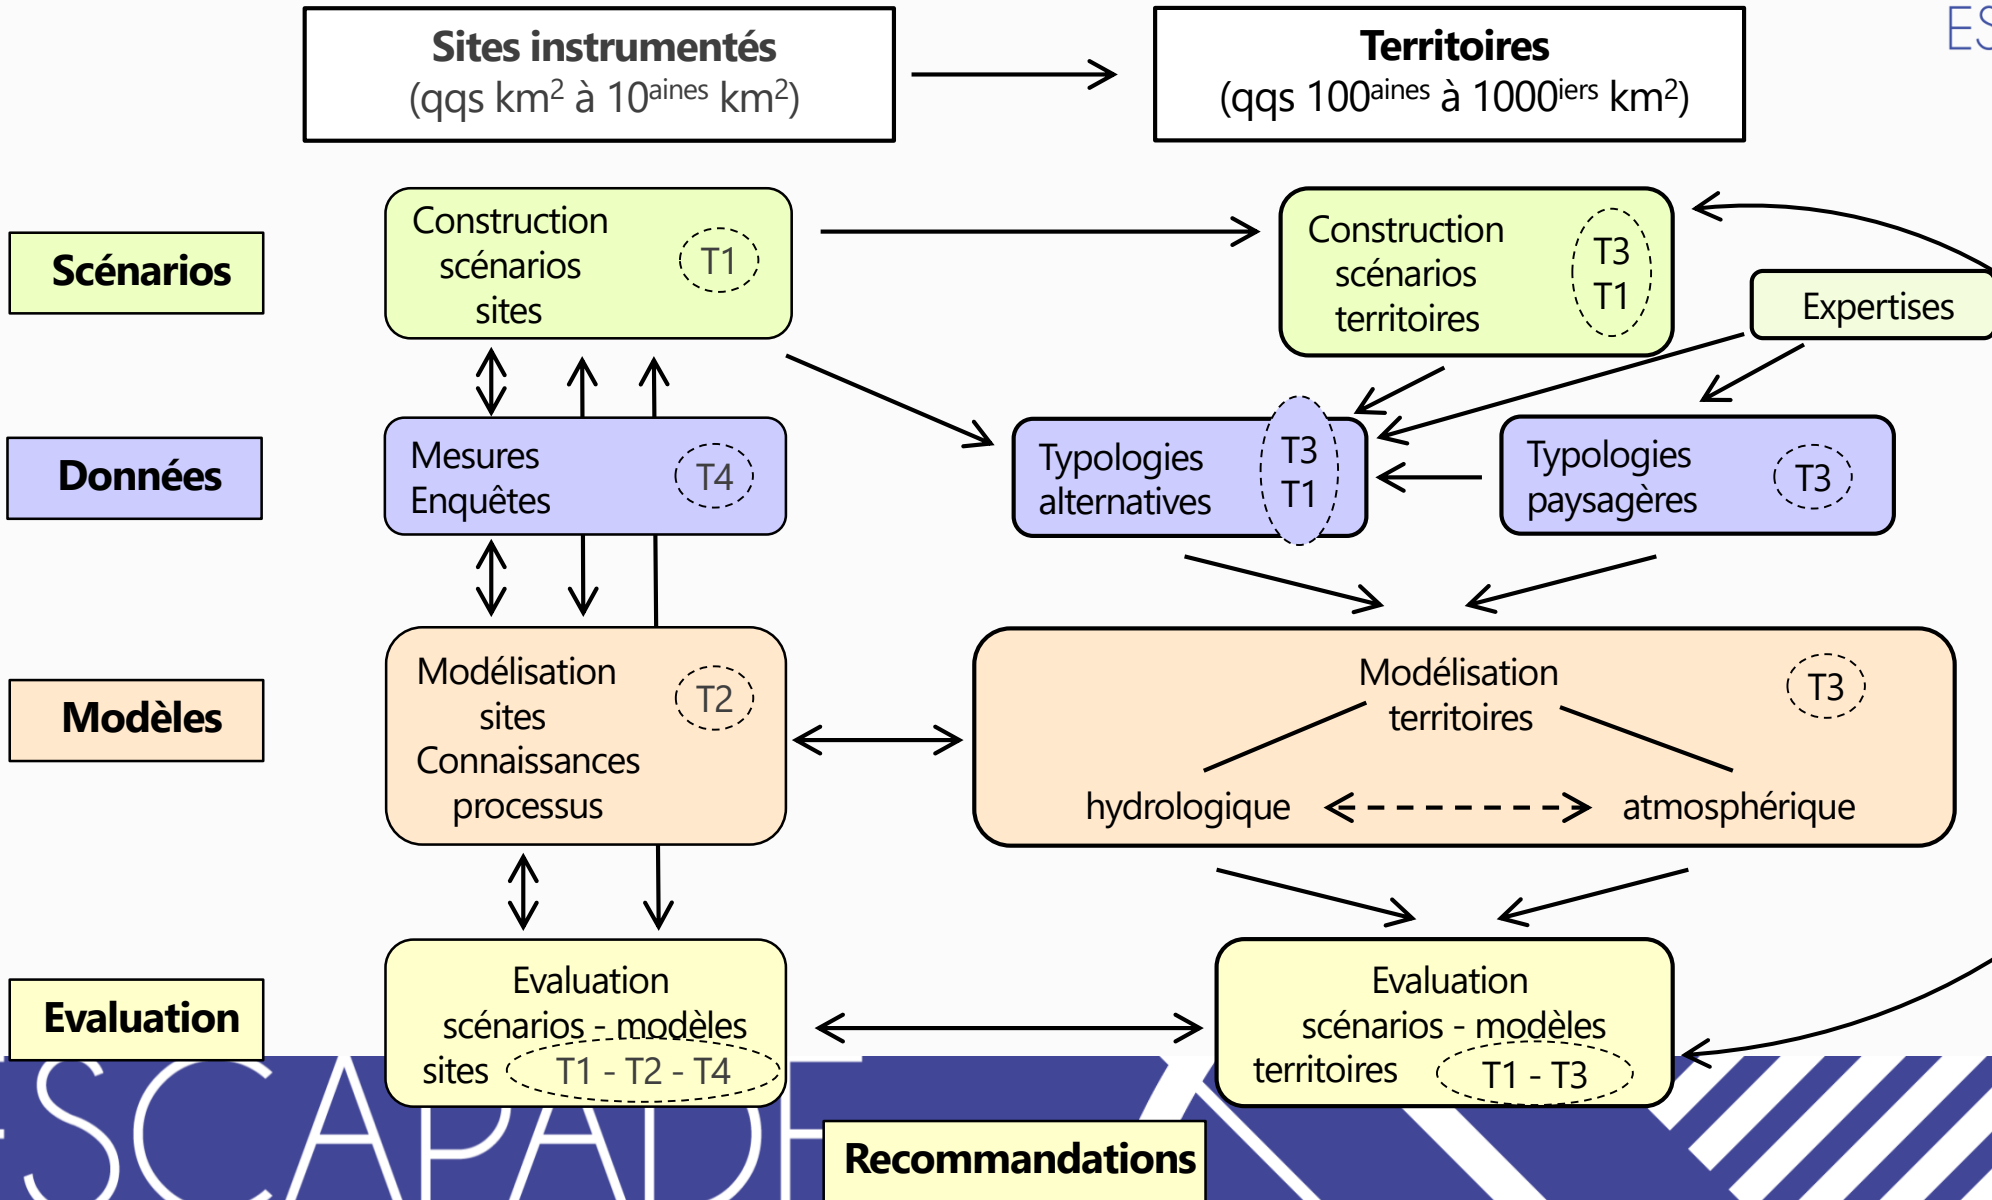 Sites instrumentés
(qqs km² à 10aines km²)
Territoires
(qqs 100aines à 1000iers km²)
ES
Scénarios
Construction
scénarios
sites
T1
Construction
scénarios
territoires
T3
T1
Expertises
Données
Mesures
Enquêtes
T4
Typologies
alternatives
T3
T1
Typologies
paysagères
T3
Modèles
Modélisation
sites
Connaissances
processus
T2
Modélisation
territoires
T3
hydrologique
atmosphérique
Evaluation
Evaluation
scénarios - modèles
sites
T1 - T2 - T4
Evaluation
scénarios - modèles
territoires
T1 - T3
ESCAPADE
Recommandations